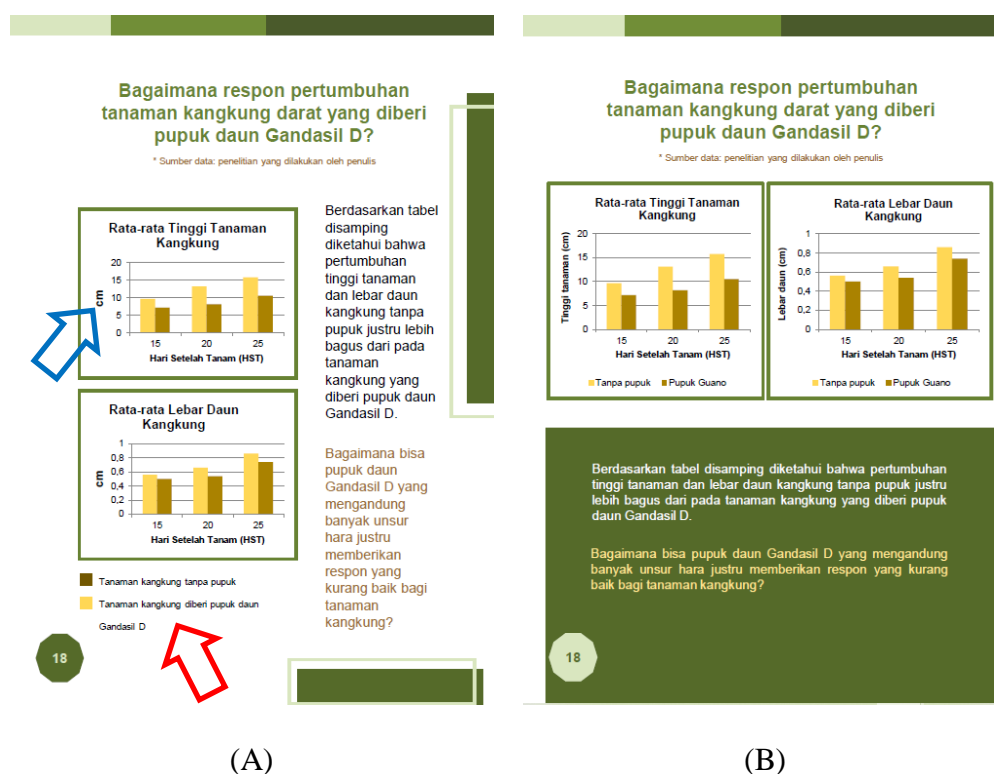 Bagaimana respon pertumbuhan
tanaman kangkung darat yang diberi
pupuk daun Gandasil D?
* Sumber data: penelitian yang dilakukan oleh penulis
Rata-rata Tinggi Tanaman
Kangkung
20
15
10
5
0
cm
15 20 25
Hari Setelah Tanam (HST)
Rata-rata Lebar Daun
Kangkung
1
0,8
0,6
0,4
0,2
0
cm
15 20 25
Hari Setelah Tanam (HST)
Tanaman kangkung tanpa pupuk
Tanaman kangkung diberi pupuk daun
Gandasil D
Berdasarkan tabel
disamping
diketahui bahwa
pertumbuhan
tinggi tanaman
dan lebar daun
kangkung tanpa
pupuk justru lebih
bagus dari pada
tanaman
kangkung yang
diberi pupuk daun
Gandasil D.
Bagaimana bisa
pupuk daun
Gandasil D yang
mengandung
banyak unsur
hara justru
memberikan
respon yang
kurang baik bagi
tanaman
kangkung?
18
(A)
Bagaimana respon pertumbuhan
tanaman kangkung darat yang diberi
pupuk daun Gandasil D?
* Sumber data: penelitian yang dilakukan oleh penulis
Rata-rata Tinggi Tanaman
Kangkung
20
15
10
5
0
Tinggi tanaman (cm)
15 20 25
Hari Setelah Tanam (HST)
Tanpa pupuk Pupuk Guano
Rata-rata Lebar Daun
Kangkung
1
0,8
0,6
0,4
0,2
0
Lebar daun (cm)
15 20 25
Hari Setelah Tanam (HST)
Tanpa pupuk Pupuk Guano
Berdasarkan tabel disamping diketahui bahwa pertumbuhan
tinggi tanaman dan lebar daun kangkung tanpa pupuk justru
lebih bagus dari pada tanaman kangkung yang diberi pupuk
daun Gandasil D.
Bagaimana bisa pupuk daun Gandasil D yang mengandung
banyak unsur hara justru memberikan respon yang kurang
baik bagi tanaman kangkung?
18
(B)